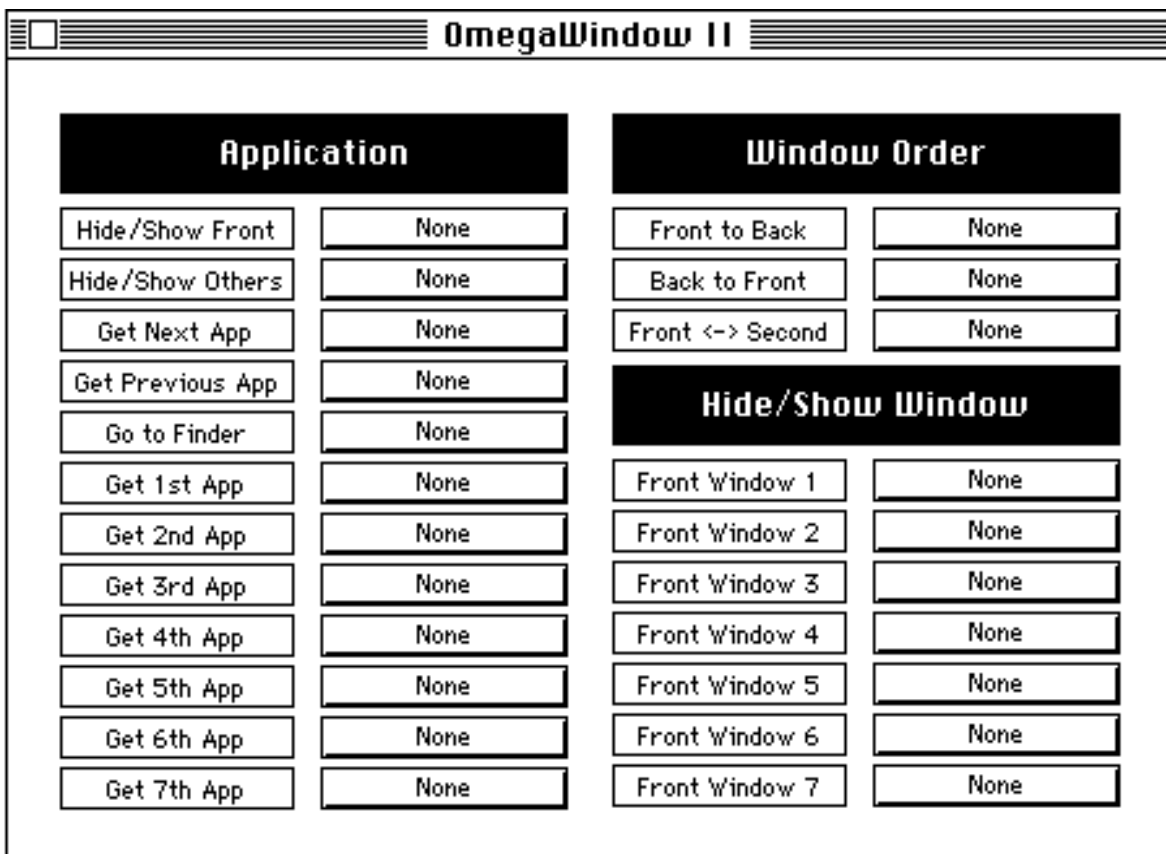 OmegaWindow II
Application
Hide/Show Front None
Hide/Show Others None
Get Next App None
Get Previous App None
Go to Finder None
Get 1st App None
Get 2nd App None
Get 3rd App None
Get 4th App None
Get 5th App None
Get 6th App None
Get 7th App None
Window Order
Front to Back None
Back to Front None
Front <-> Second None
Hide/Show Window
Front Window 1 None
Front Window 2 None
Front Window 3 None
Front Window 4 None
Front Window 5 None
Front Window 6 None
Front Window 7 None